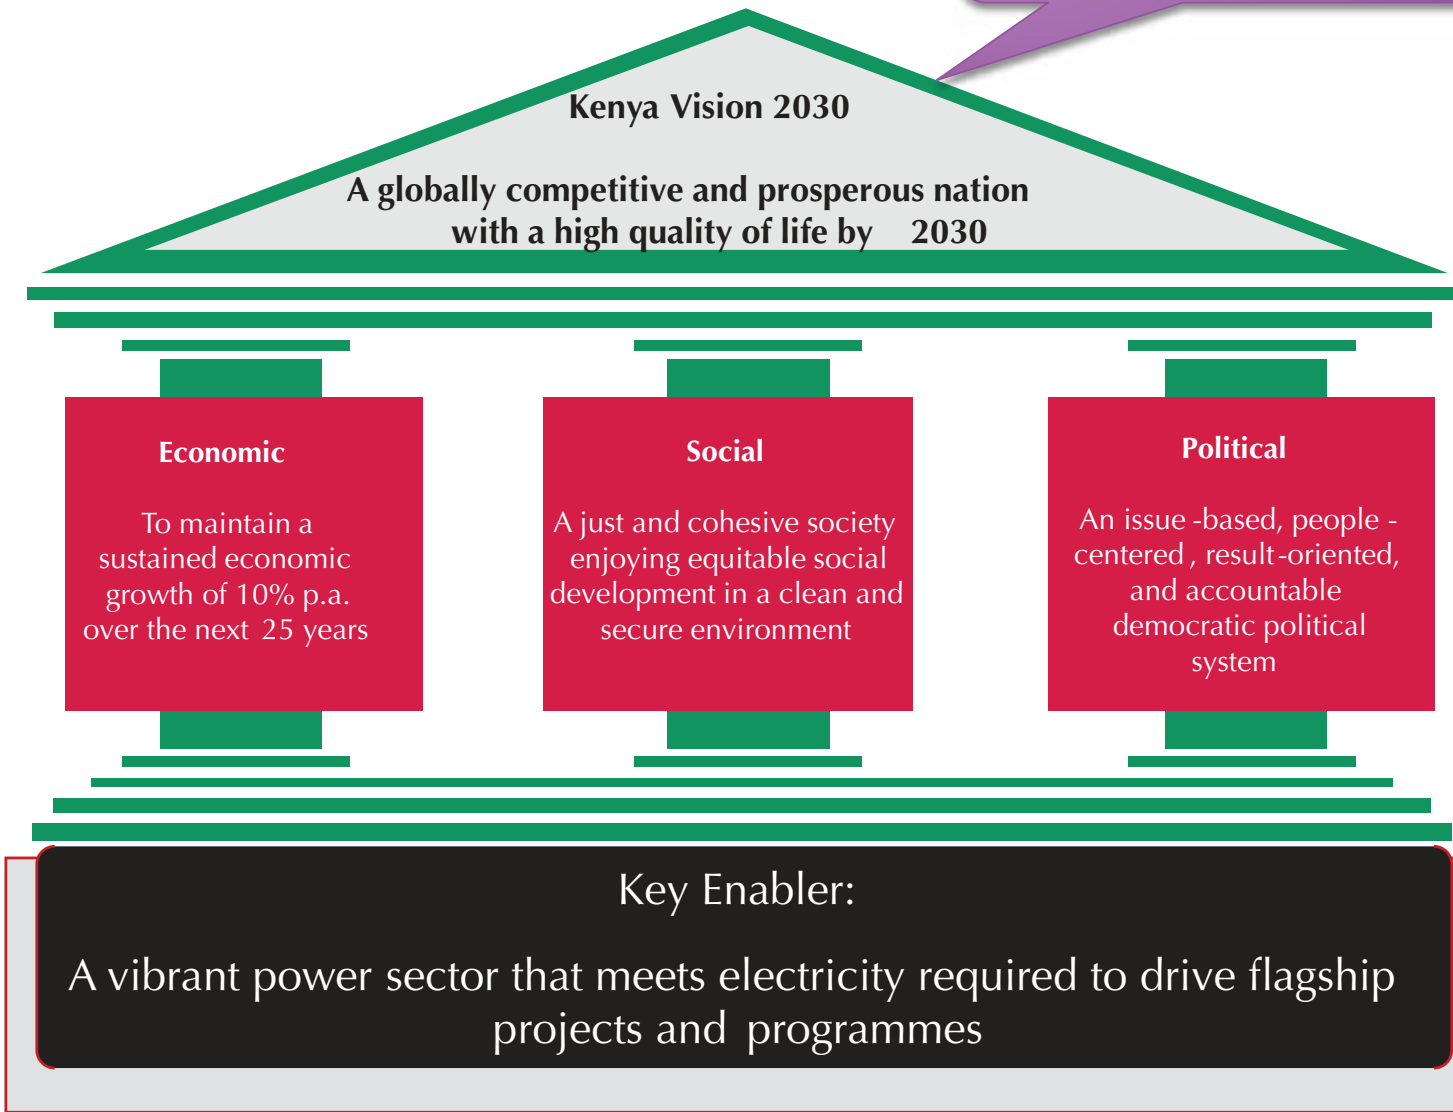 Kenya Vision 2030
A globally competitive and prosperous nation
with a high quality of life by 2030
Economic
To maintain a
sustained economic
growth of 10% p.a.
over the next 25 years
Social
A just and cohesive society
enjoying equitable social
development in a clean and
secure environment
Political
An issue -based, people -
centered , result-oriented,
and accountable
democratic political
system
Key Enabler:
A vibrant power sector that meets electricity required to drive flagship
projects and programmes